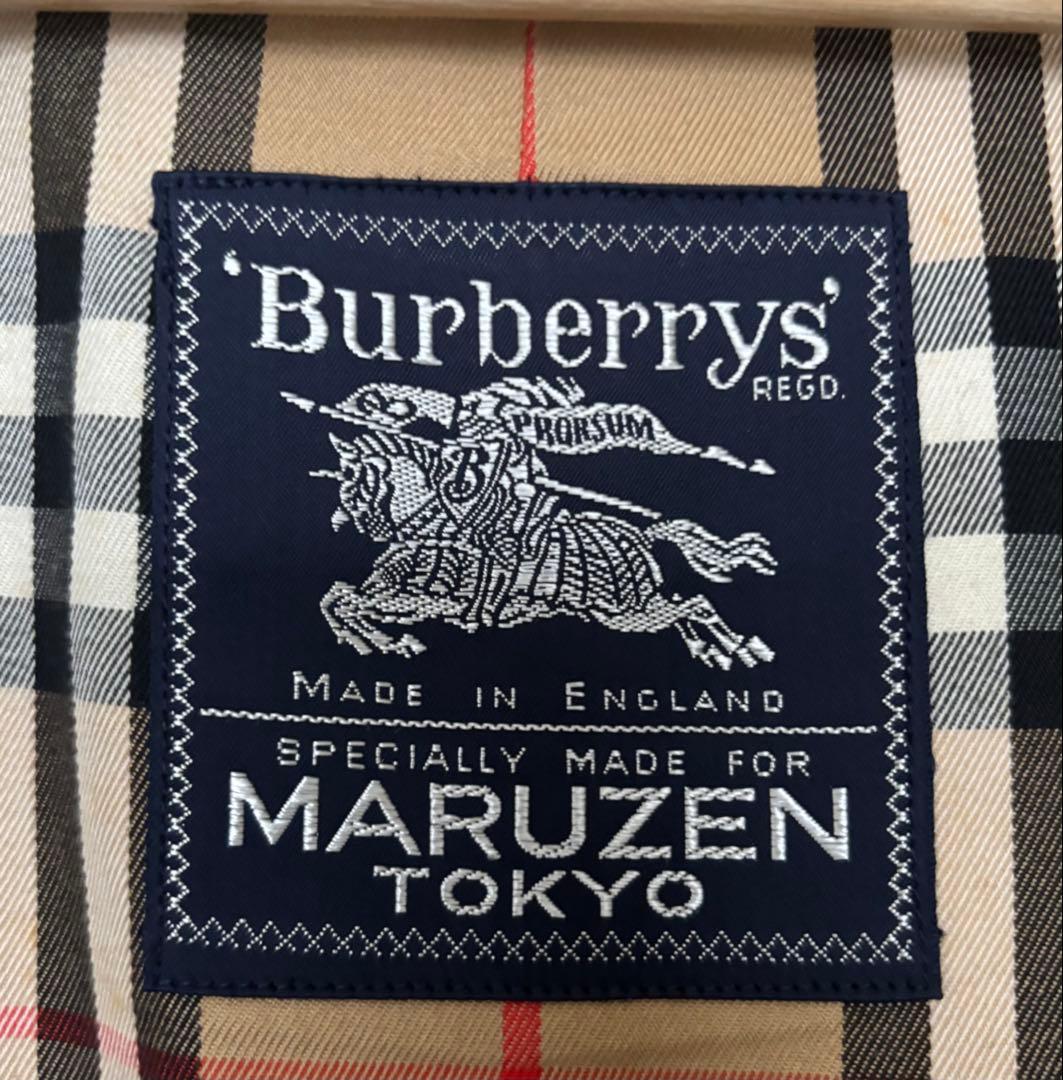 ‘Burberrys’
REGD.
PRORSUM
B
MADE IN ENGLAND
SPECIALLY MADE FOR
MARUZEN
TOKYO